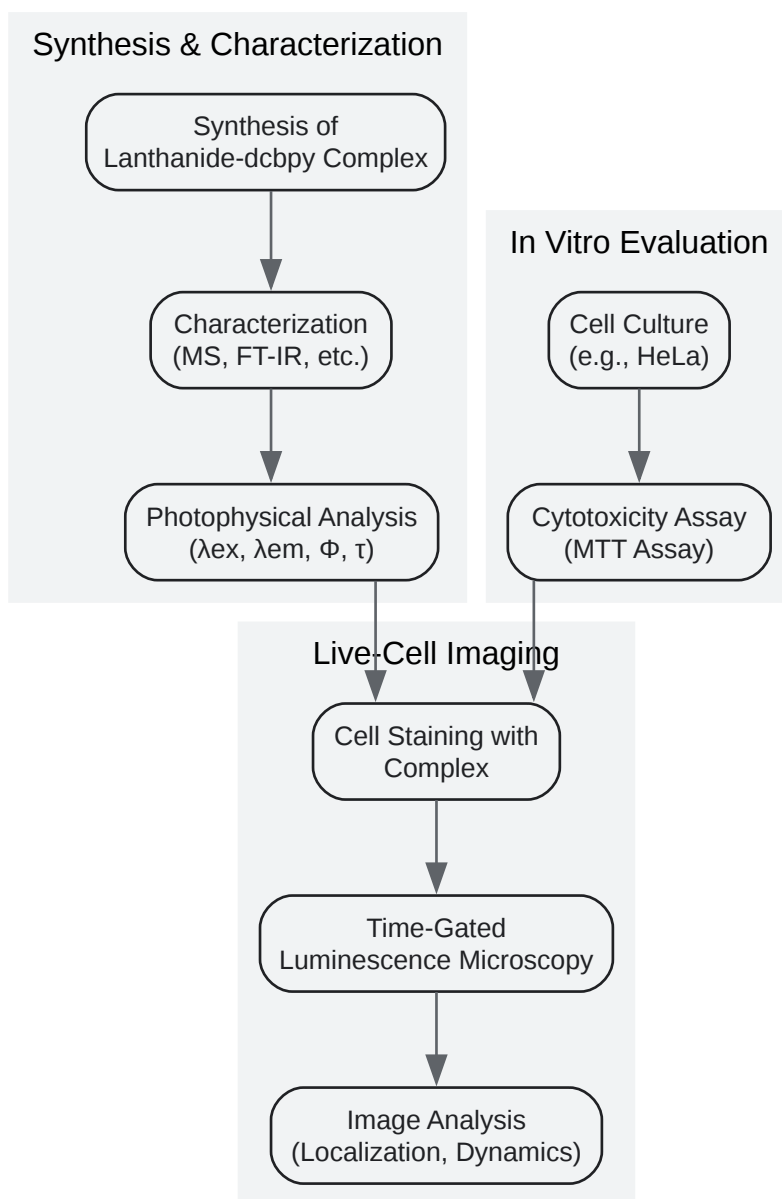 Synthesis & Characterization
Synthesis of
Lanthanide-dcbpy Complex
Characterization
(MS, FT-IR, etc.)
Photophysical Analysis
(λex, λem, Φ, τ)
In Vitro Evaluation
Cell Culture
(e.g., HeLa)
Cytotoxicity Assay
(MTT Assay)
Live-Cell Imaging
Cell Staining with
Complex
Time-Gated
Luminescence Microscopy
Image Analysis
(Localization, Dynamics)